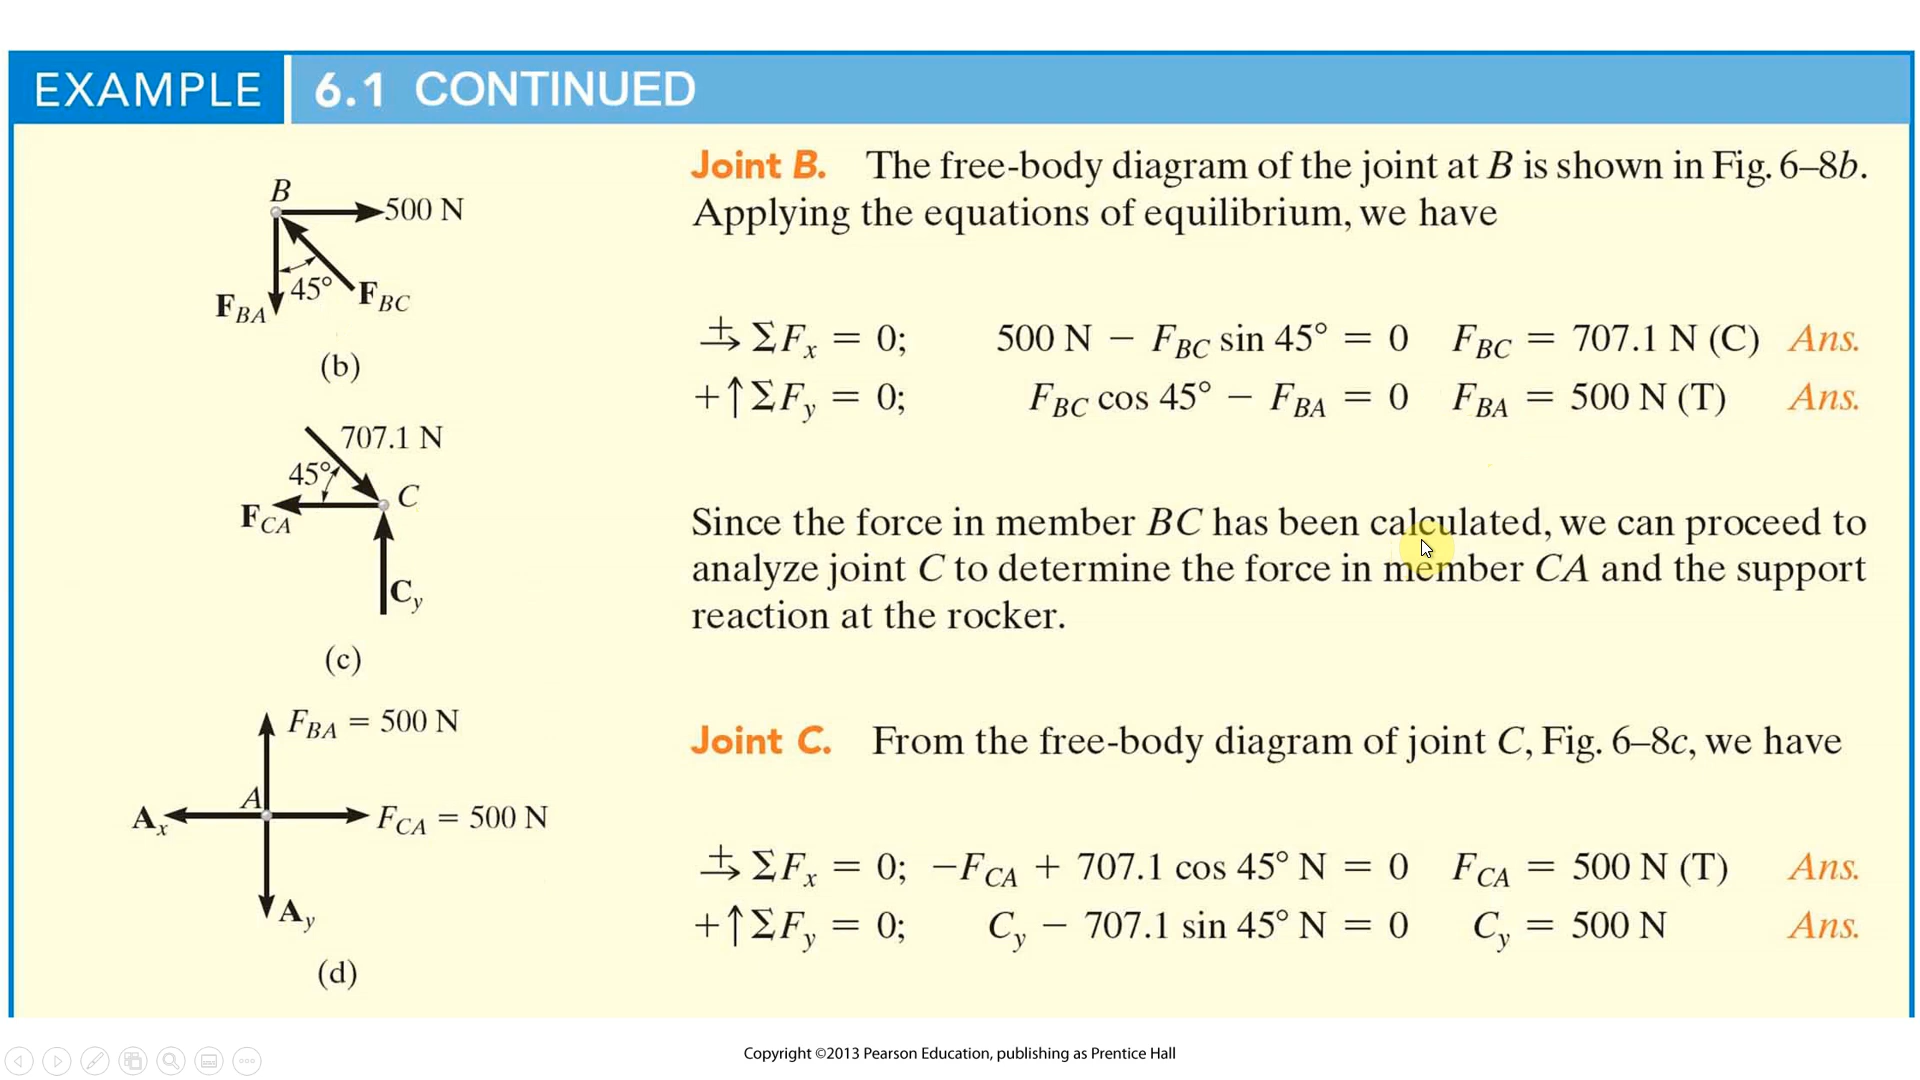 EXAMPLE 6.1 CONTINUED
B
500 N
45°
F_BA
F_BC
(b)
707.1 N
45°
C
F_CA
C_y
(c)
F_BA = 500 N
A
A_x
F_CA = 500 N
A_y
(d)
Joint B. The free-body diagram of the joint at B is shown in Fig. 6–8b.
Applying the equations of equilibrium, we have
→+ ΣF_x = 0; 500 N − F_BC sin 45° = 0 F_BC = 707.1 N (C) Ans.
+↑ΣF_y = 0; F_BC cos 45° − F_BA = 0 F_BA = 500 N (T) Ans.
Since the force in member BC has been calculated, we can proceed to
analyze joint C to determine the force in member CA and the support
reaction at the rocker.
Joint C. From the free-body diagram of joint C, Fig. 6–8c, we have
→+ ΣF_x = 0; −F_CA + 707.1 cos 45° N = 0 F_CA = 500 N (T) Ans.
+↑ΣF_y = 0; C_y − 707.1 sin 45° N = 0 C_y = 500 N Ans.
Copyright ©2013 Pearson Education, publishing as Prentice Hall